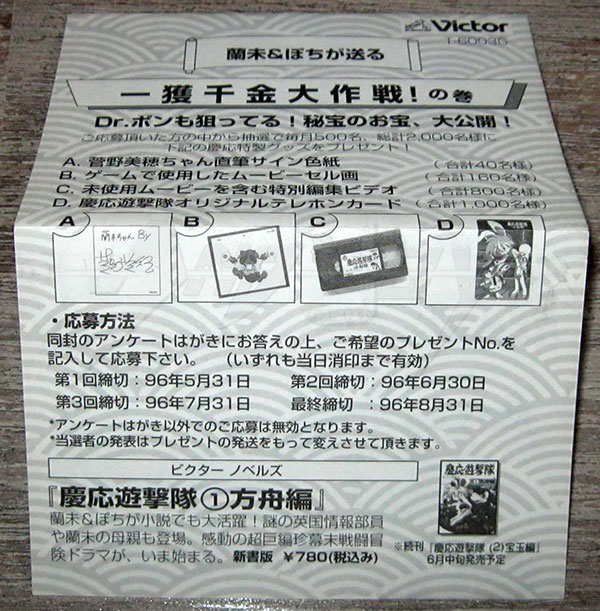 Victor
T-6003G
蘭未&ぽちが送る
一獲千金大作戦!の巻
Dr.ポンも狙ってる!秘宝のお宝、大公開!
ご応募頂いた方の中から抽選で毎月500名、総計2,000名様に
下記の慶応特製グッズをプレゼント!
A. 菅野美穂ちゃん直筆サイン色紙 (合計40名様)
B. ゲームで使用したムービーセル画 (合計160名様)
C. 未使用ムービーを含む特別編集ビデオ (合計800名様)
D. 慶応遊撃隊オリジナルテレホンカード (合計1,000名様)
A B C D
蘭未ちゃん By
慶応遊撃隊
・応募方法
同封のアンケートはがきにお答えの上、ご希望のプレゼントNo.を
記入して応募下さい。 (いずれも当日消印まで有効)
第1回締切:96年5月31日 第2回締切:96年6月30日
第3回締切:96年7月31日 最終締切 :96年8月31日
*アンケートはがき以外でのご応募は無効となります。
*当選者の発表はプレゼントの発送をもって変えさせて頂きます。
ビクター ノベルズ
『慶応遊撃隊①方舟編』
蘭未&ぽちが小説でも大活躍!謎の英国情報部員
や蘭未の母親も登場。感動の超巨編珍幕末戦闘冒
険ドラマが、いま始まる。 新書版 ¥780(税込み)
慶応遊撃隊
※続刊『慶応遊撃隊(2)宝玉編』
6月中旬発売予定